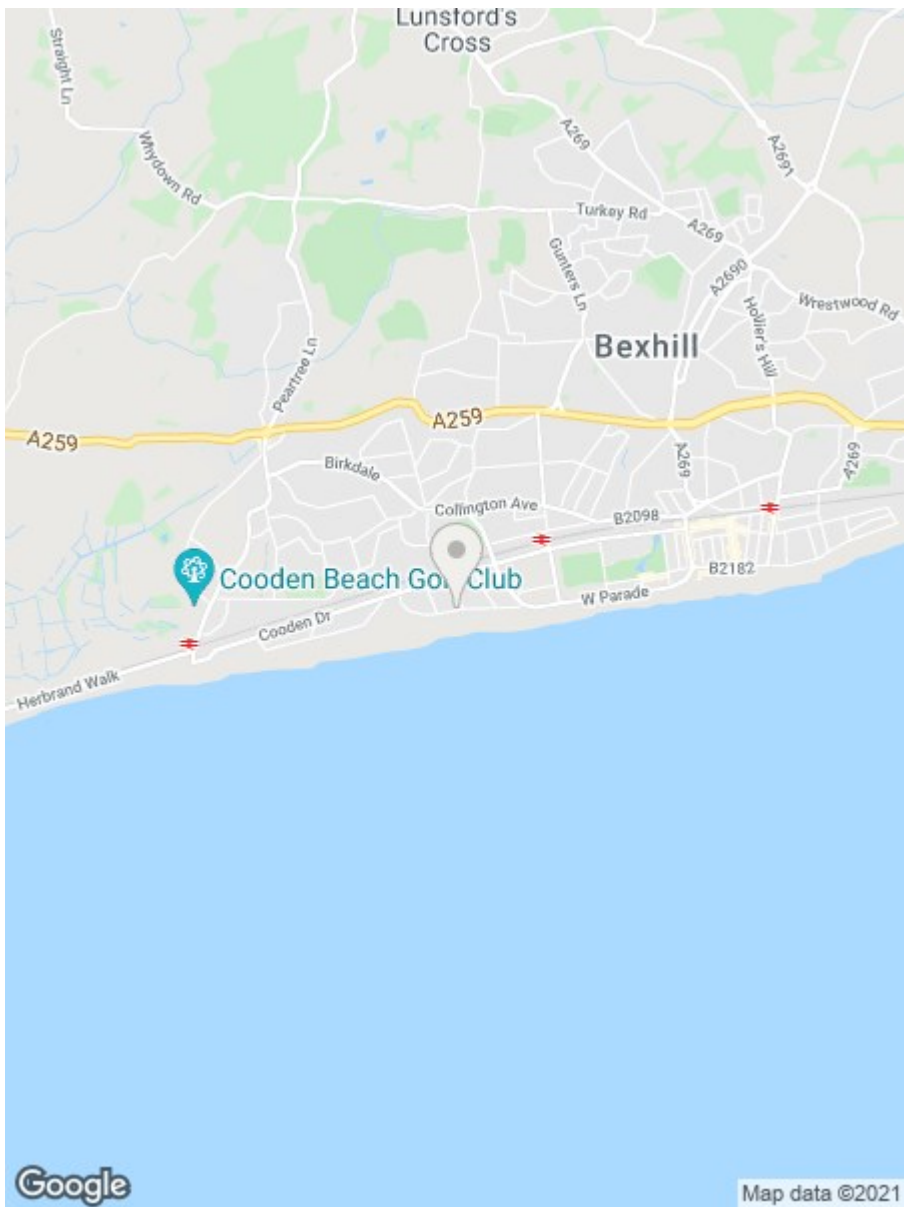 Lunsford's
Cross
Straight Ln
A269
A2691
Whydown Rd
Turkey Rd
A269
Gunters Ln
A2690
Wrestwood Rd
Hollier's Hill
Bexhill
Peartree Ln
A259
A259
Birkdale
A269
A269
Collington Ave
B2098
Cooden Beach Golf Club
B2182
W Parade
Cooden Dr
Herbrand Walk
Google
Map data ©2021